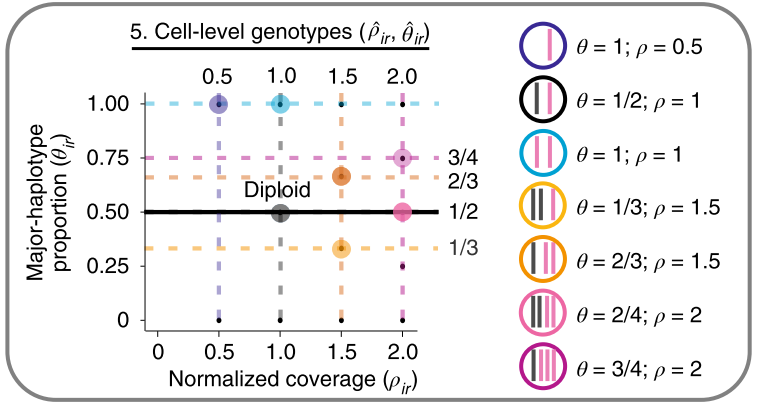 5. Cell-level genotypes (ρ̂ir, θ̂ir)
0.5 1.0 1.5 2.0
1.00
0.75
0.50
0.25
0
Major-haplotype
proportion (θir)
Diploid
3/4
2/3
1/2
1/3
0 0.5 1.0 1.5 2.0
Normalized coverage (ρir)
θ = 1; ρ = 0.5
θ = 1/2; ρ = 1
θ = 1; ρ = 1
θ = 1/3; ρ = 1.5
θ = 2/3; ρ = 1.5
θ = 2/4; ρ = 2
θ = 3/4; ρ = 2